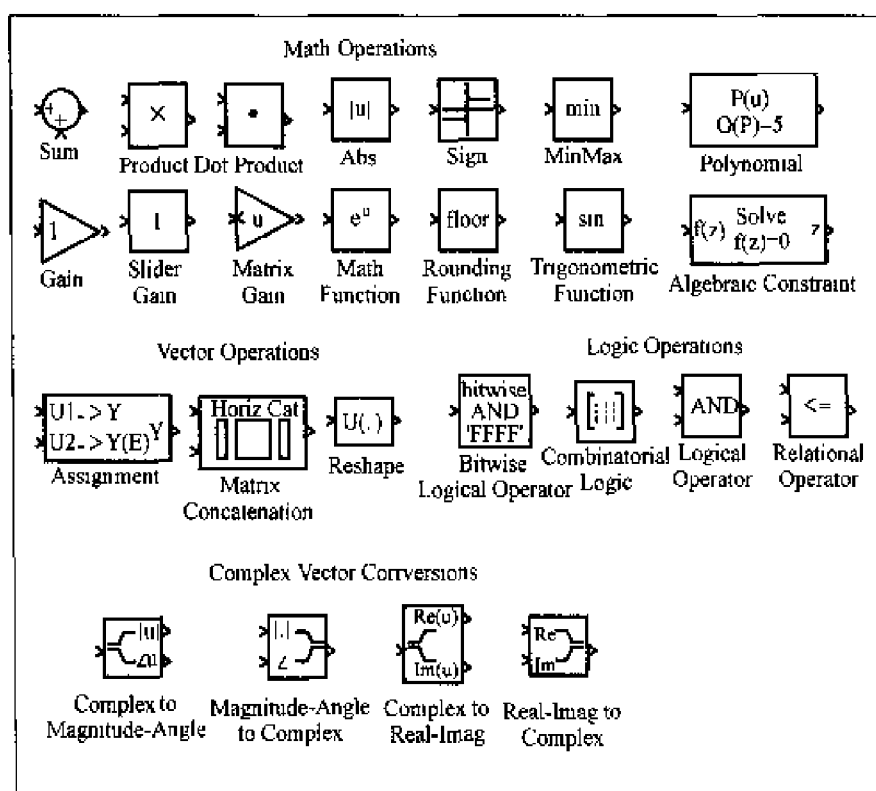 Math Operations
+
+
Sum
×
Product
•
Dot Product
|u|
Abs
Sign
min
MinMax
P(u)
O(P)=5
Polynomial
1
Gain
1
Slider
Gain
u
Matrix
Gain
e^u
Math
Function
floor
Rounding
Function
sin
Trigonometric
Function
f(z) Solve z
f(z)=0
Algebraic Constraint
Vector Operations
Logic Operations
U1->Y
U2->Y(E) Y
Assignment
Horiz Cat
Matrix
Concatenation
U(.)
Reshape
bitwise
AND
'FFFF'
Bitwise
Logical Operator
Combinatorial
Logic
AND
Logical
Operator
<=
Relational
Operator
Complex Vector Conversions
|u|
∠u
Complex to
Magnitude-Angle
|.|
∠
Magnitude-Angle
to Complex
Re(u)
Im(u)
Complex to
Real-Imag
Re
Im
Real-Imag to
Complex